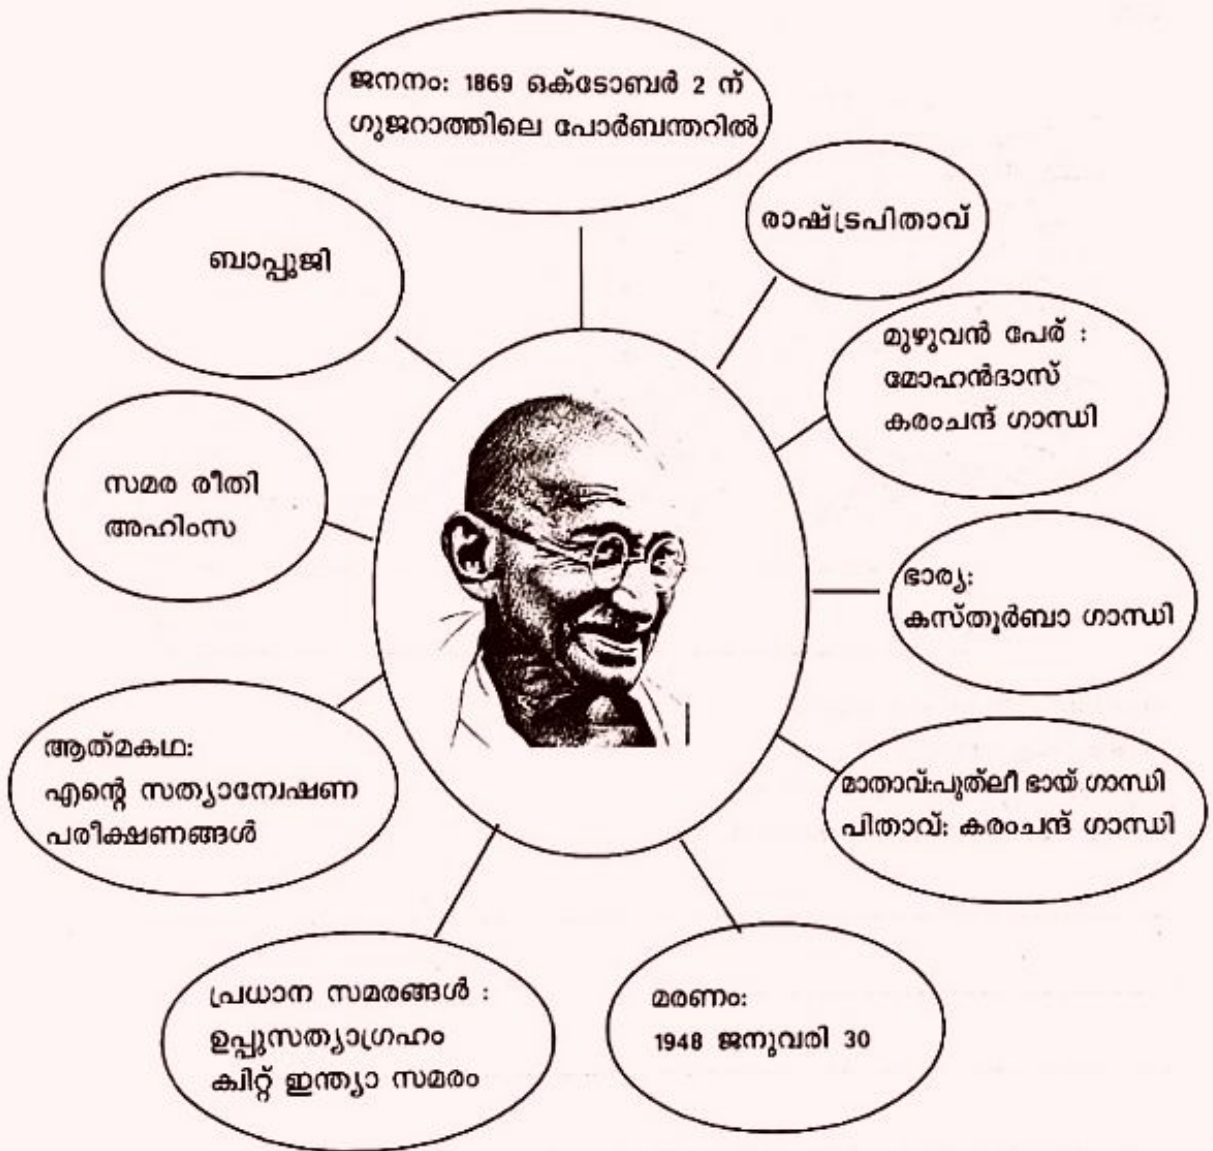 ജനനം: 1869 ഒക്ടോബർ 2 ന്
ഗുജറാത്തിലെ പോർബന്തറിൽ
രാഷ്ട്രപിതാവ്
ബാപ്പൂജി
മുഴുവൻ പേര് :
മോഹൻദാസ്
കരംചന്ദ് ഗാന്ധി
സമര രീതി
അഹിംസ
ഭാര്യ:
കസ്തൂർബാ ഗാന്ധി
ആത്മകഥ:
എന്റെ സത്യാന്വേഷണ
പരീക്ഷണങ്ങൾ
മാതാവ്:പുത്‌ലീ ഭായ് ഗാന്ധി
പിതാവ്: കരംചന്ദ് ഗാന്ധി
പ്രധാന സമരങ്ങൾ :
ഉപ്പുസത്യാഗ്രഹം
ക്വിറ്റ് ഇന്ത്യാ സമരം
മരണം:
1948 ജനുവരി 30